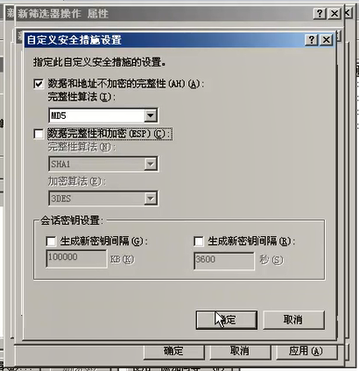 新筛选器操作 属性
自定义安全措施设置
指定此自定义安全措施的设置。
数据和地址不加密的完整性(AH)(A):
完整性算法(I):
MD5
数据完整性和加密(ESP)(C):
完整性算法(N):
SHA1
加密算法(E):
3DES
会话密钥设置:
生成新密钥间隔(G): 生成新密钥间隔(R):
100000 KB(K) 3600 秒(S)
确定 取消
确定 取消 应用(A)